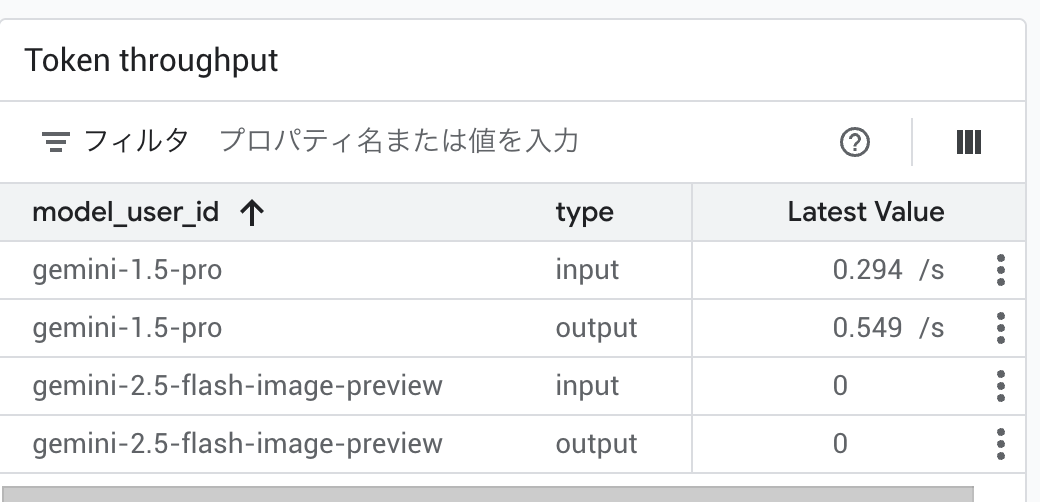 Token throughput
フィルタ プロパティ名または値を入力
model_user_id ↑ type Latest Value
gemini-1.5-pro input 0.294 /s
gemini-1.5-pro output 0.549 /s
gemini-2.5-flash-image-preview input 0
gemini-2.5-flash-image-preview output 0